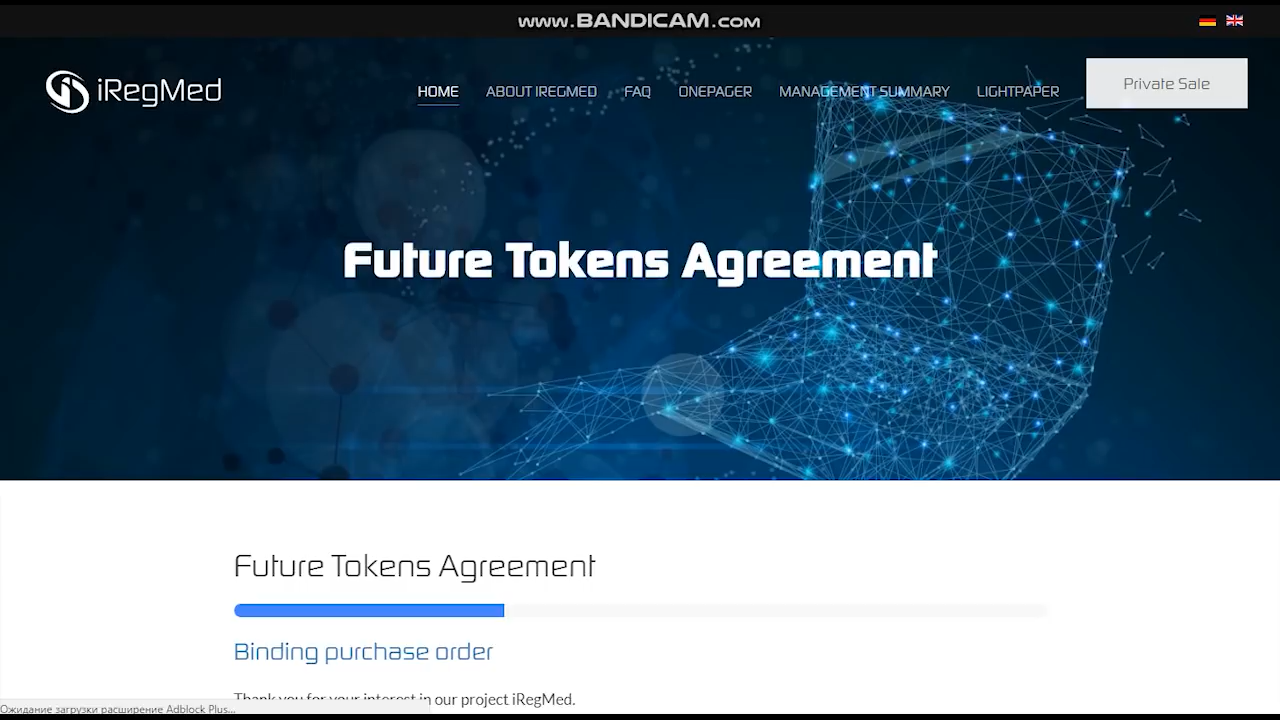 www.BANDICAM.com
iRegMed
HOME ABOUT IREGMED FAQ ONEPAGER MANAGEMENT SUMMARY LIGHTPAPER Private Sale
Future Tokens Agreement
Future Tokens Agreement
Binding purchase order
Thank you for your interest in our project iRegMed.
Ожидание загрузки расширение Adblock Plus...